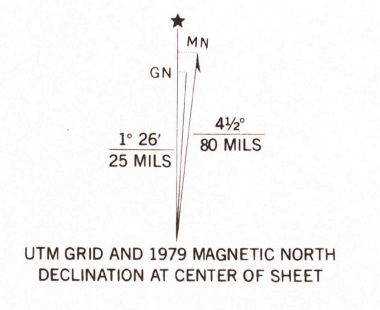 MN
GN
1° 26′
25 MILS
4½°
80 MILS
UTM GRID AND 1979 MAGNETIC NORTH
DECLINATION AT CENTER OF SHEET